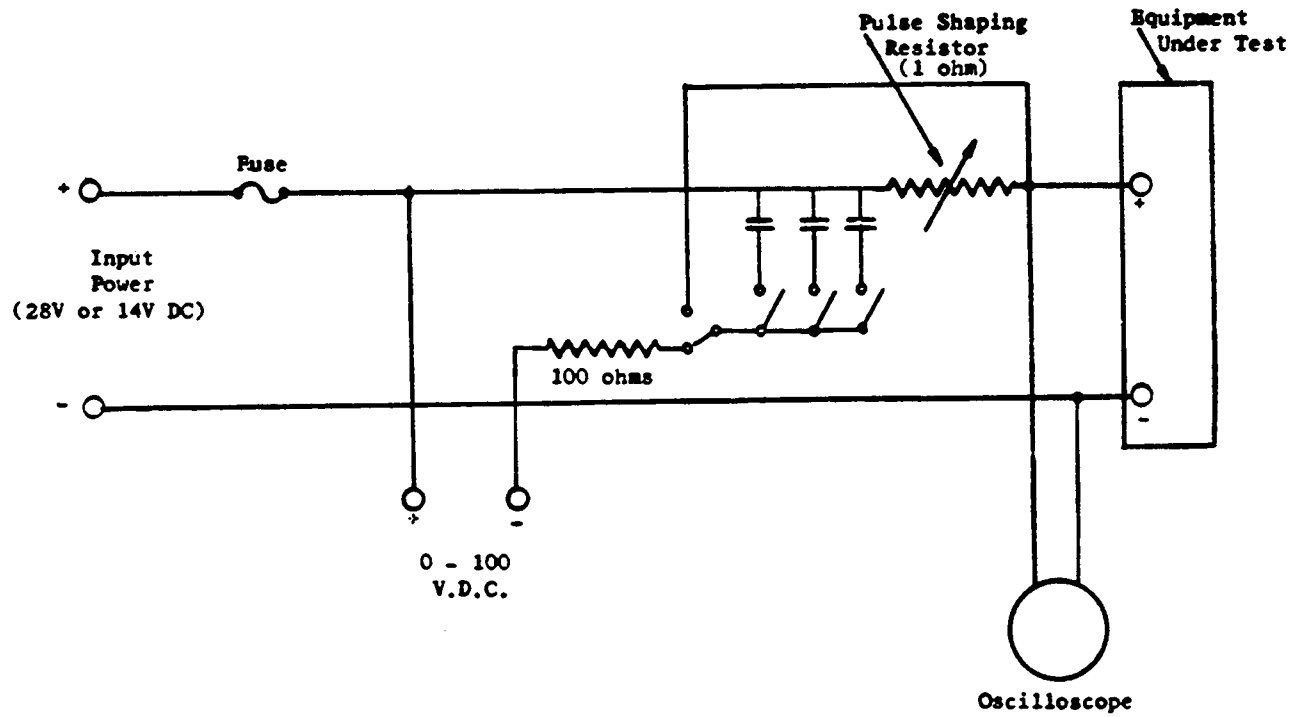 Pulse Shaping
Resistor
(1 ohm)
Equipment
Under Test
Fuse
+
+
Input
Power
(28V or 14V DC)
100 ohms
-
-
+
-
0 - 100
V.D.C.
Oscilloscope